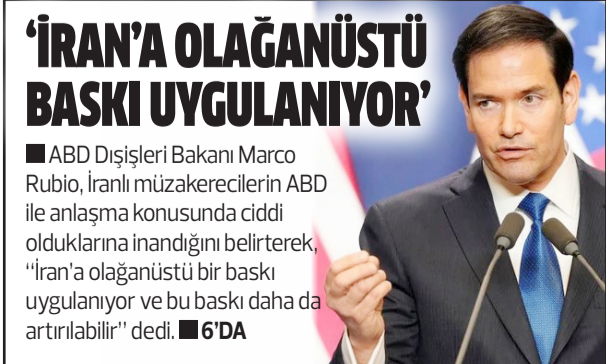 ‘İRAN’A OLAĞANÜSTÜ
BASKI UYGULANIYOR’
■ ABD Dışişleri Bakanı Marco
Rubio, İranlı müzakerecilerin ABD
ile anlaşma konusunda ciddi
olduklarına inandığını belirterek,
“İran’a olağanüstü bir baskı
uygulanıyor ve bu baskı daha da
artırılabilir” dedi. ■ 6’DA